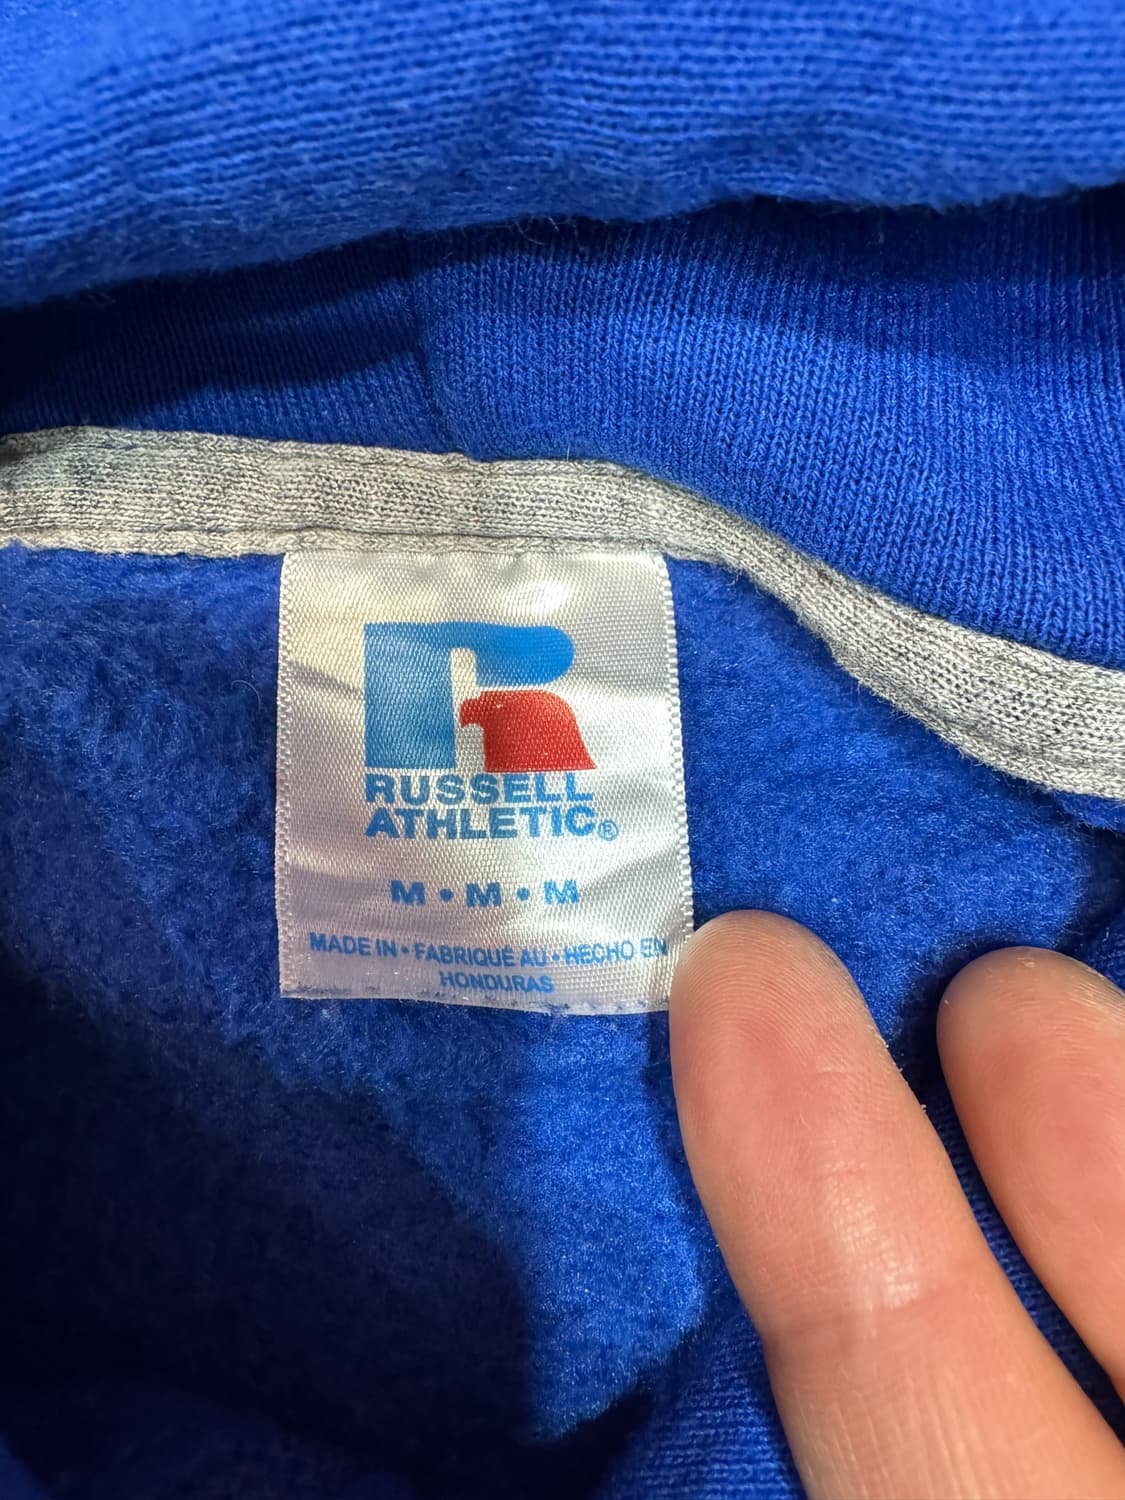 RUSSELL
ATHLETIC®
M • M • M
MADE IN • FABRIQUÉ AU • HECHO EN
HONDURAS